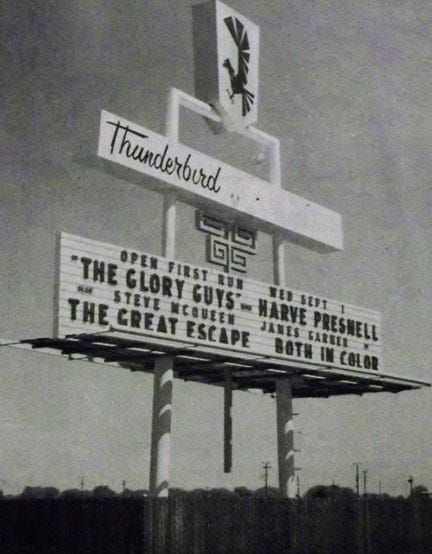 Thunderbird
OPEN FIRST RUN WED SEPT 1
"THE GLORY GUYS" HARVE PRESNELL
ALSO STEVE MCQUEEN JAMES GARNER
THE GREAT ESCAPE BOTH IN COLOR